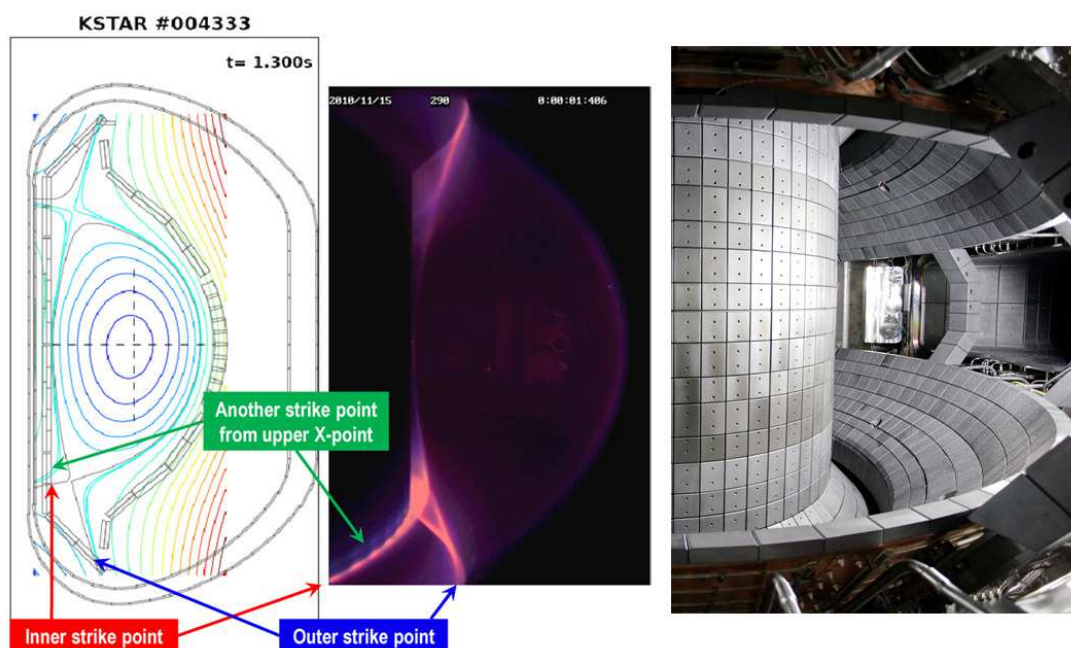 KSTAR #004333
t= 1.300s
2010/11/15 290 0:00:01:406
Another strike point
from upper X-point
Inner strike point
Outer strike point